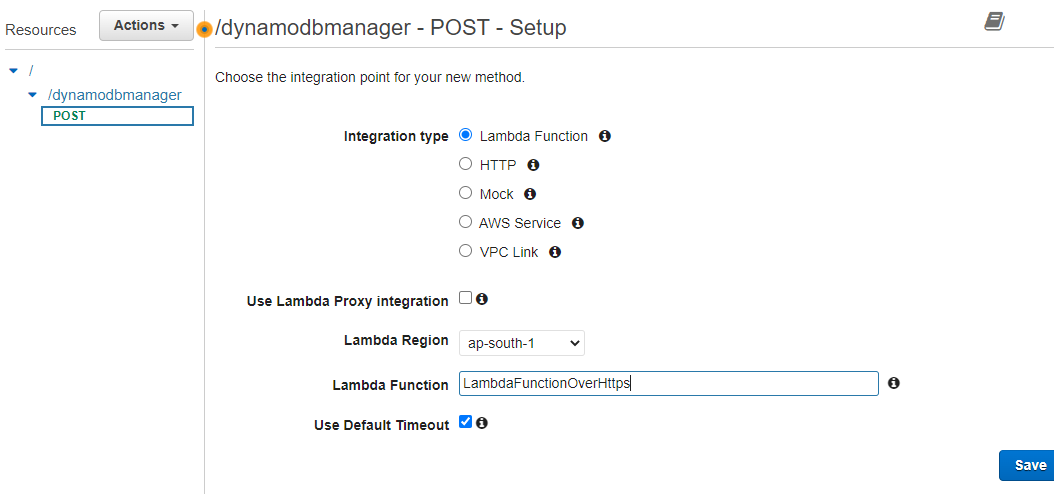 Resources
Actions
/dynamodbmanager - POST - Setup
/
/dynamodbmanager
POST
Choose the integration point for your new method.
Integration type
Lambda Function
HTTP
Mock
AWS Service
VPC Link
Use Lambda Proxy integration
Lambda Region ap-south-1
Lambda Function LambdaFunctionOverHttps
Use Default Timeout
Save